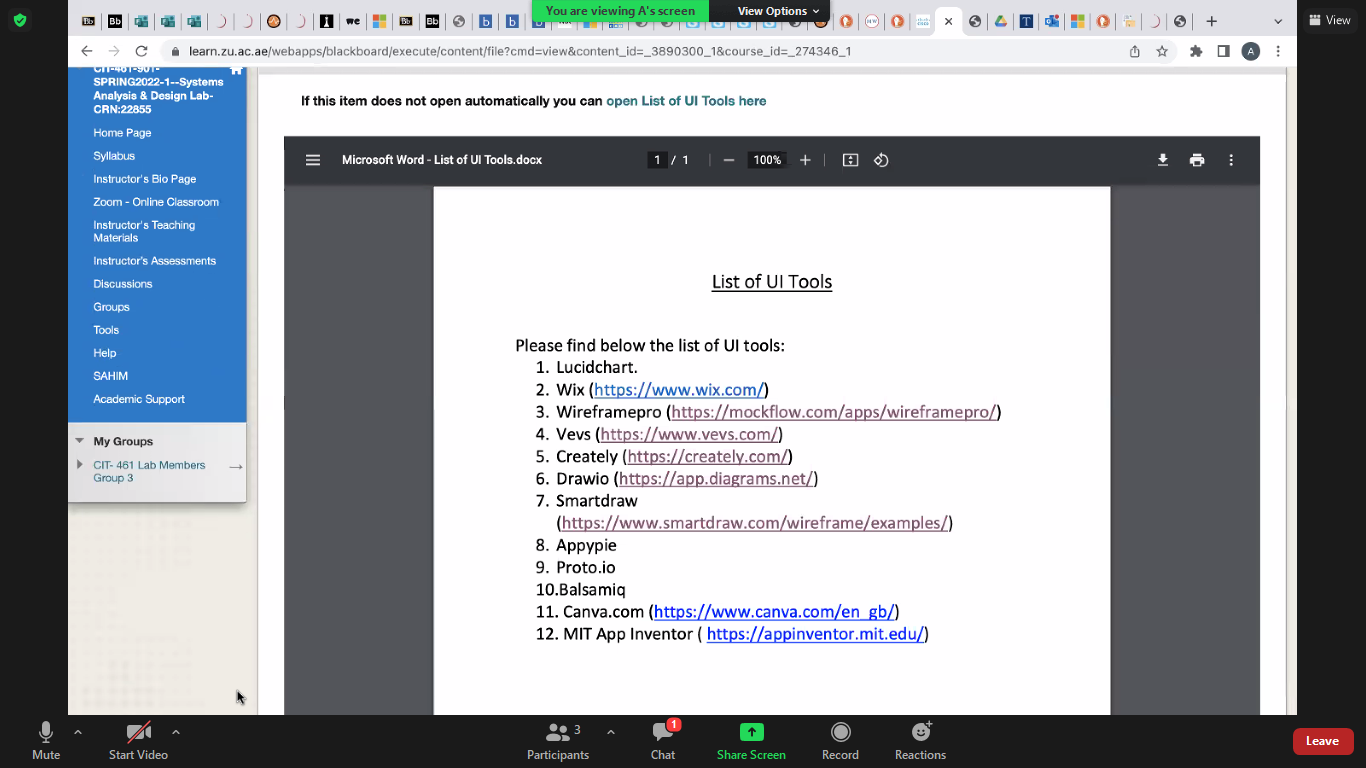 You are viewing A's screen
View Options
View
learn.zu.ac.ae/webapps/blackboard/execute/content/file?cmd=view&content_id=_3890300_1&course_id=_274346_1
A
CIT-461-901-
SPRING2022-1--Systems
Analysis & Design Lab-
CRN:22855
Home Page
Syllabus
Instructor's Bio Page
Zoom - Online Classroom
Instructor's Teaching
Materials
Instructor's Assessments
Discussions
Groups
Tools
Help
SAHIM
Academic Support
My Groups
CIT- 461 Lab Members
Group 3
If this item does not open automatically you can open List of UI Tools here
Microsoft Word - List of UI Tools.docx
1 / 1
100%
List of UI Tools
Please find below the list of UI tools:
1. Lucidchart.
2. Wix (https://www.wix.com/)
3. Wireframepro (https://mockflow.com/apps/wireframepro/)
4. Vevs (https://www.vevs.com/)
5. Creately (https://creately.com/)
6. Drawio (https://app.diagrams.net/)
7. Smartdraw
(https://www.smartdraw.com/wireframe/examples/)
8. Appypie
9. Proto.io
10.Balsamiq
11. Canva.com (https://www.canva.com/en_gb/)
12. MIT App Inventor ( https://appinventor.mit.edu/)
Mute
Start Video
Participants
3
Chat
1
Share Screen
Record
Reactions
Leave